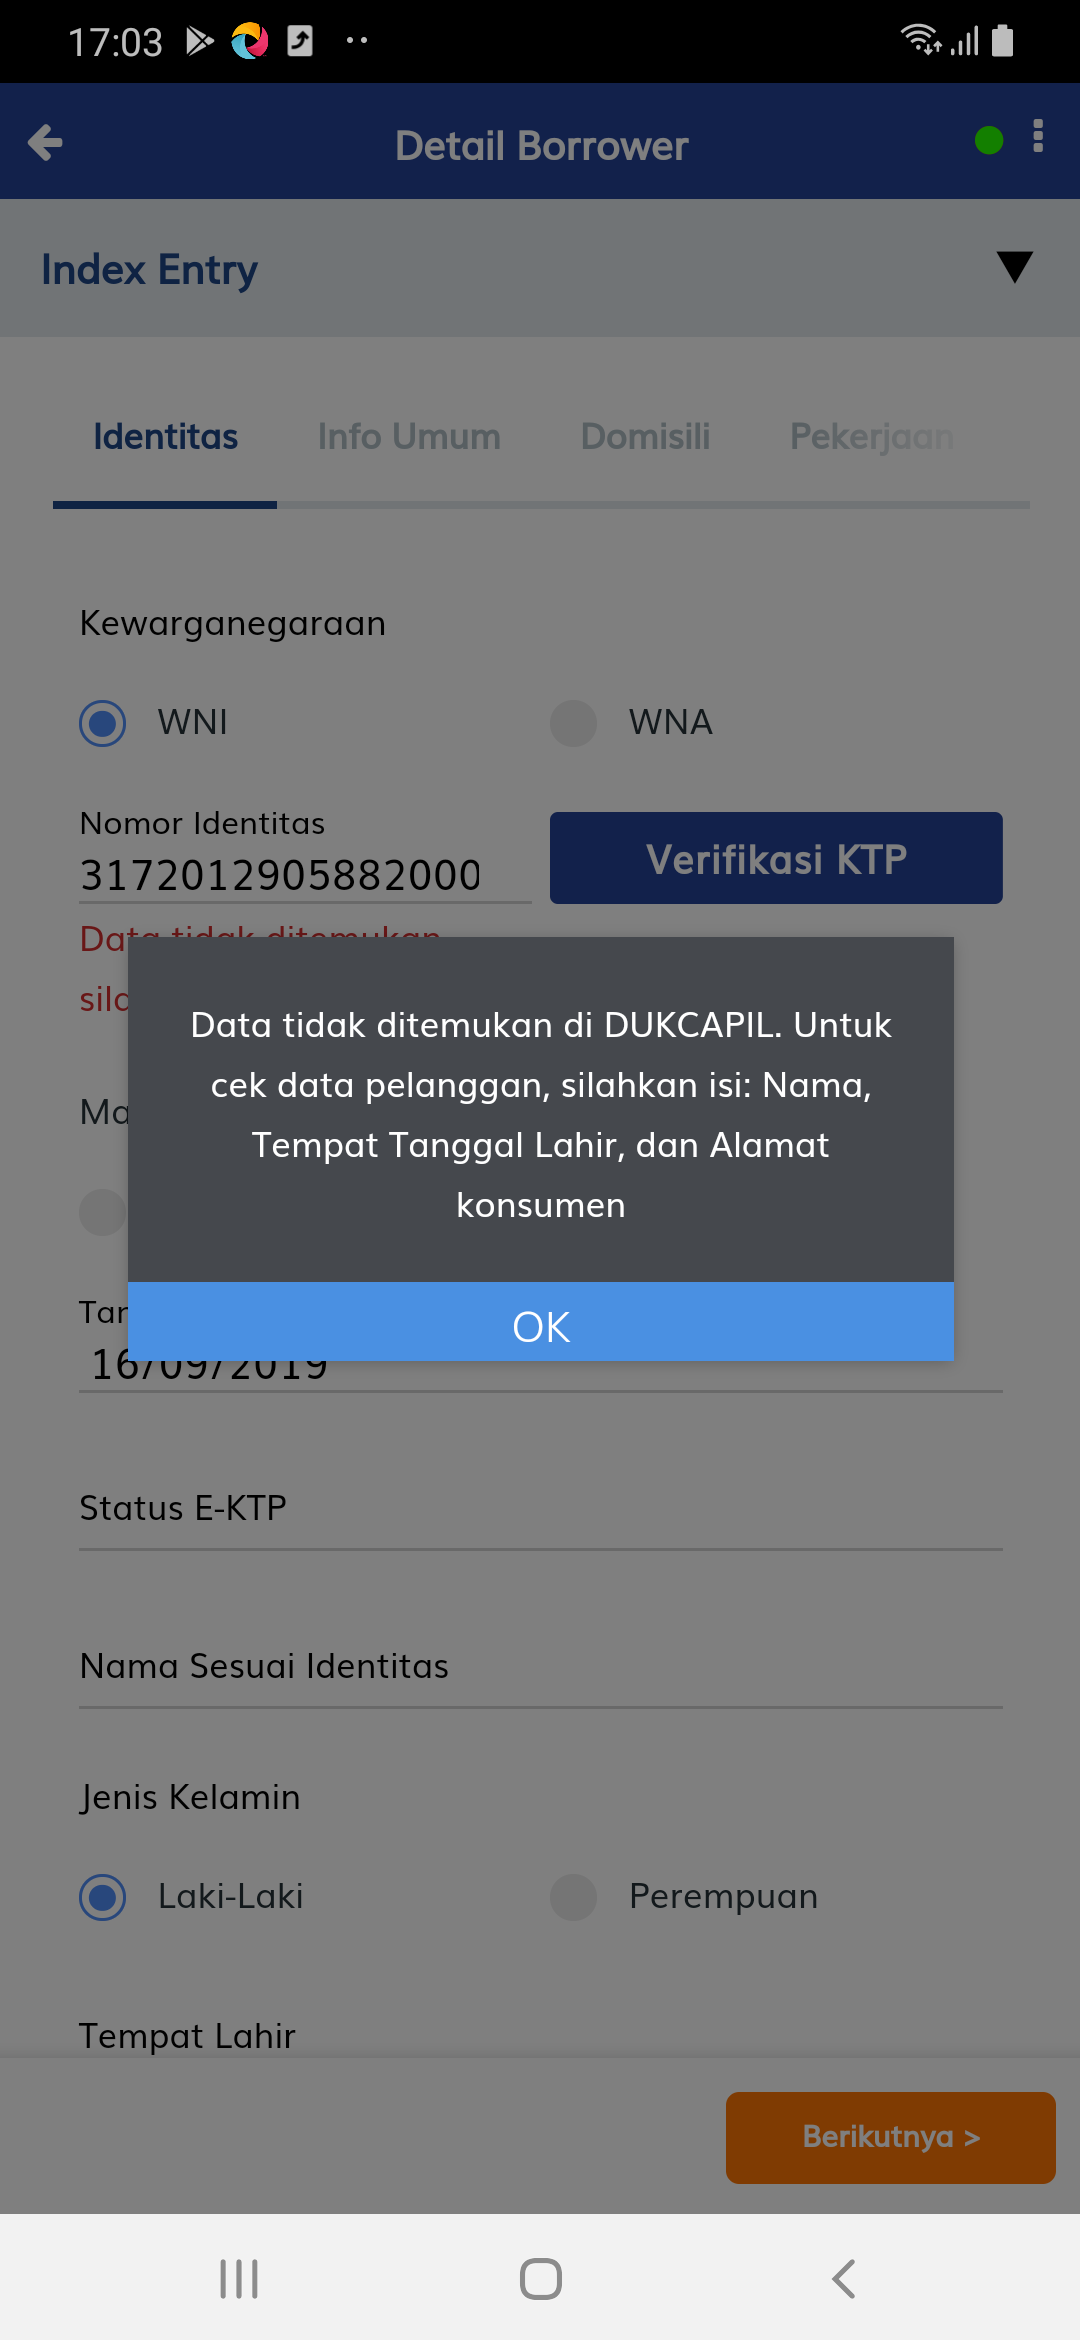 17:03
Detail Borrower
Index Entry
Identitas Info Umum Domisili Pekerjaan
Kewarganegaraan
WNI WNA
Nomor Identitas
3172012905882000
Verifikasi KTP
Data tidak ditemukan
Data tidak ditemukan di DUKCAPIL. Untuk
cek data pelanggan, silahkan isi: Nama,
Tempat Tanggal Lahir, dan Alamat
konsumen
OK
16/09/2019
Status E-KTP
Nama Sesuai Identitas
Jenis Kelamin
Laki-Laki Perempuan
Tempat Lahir
Berikutnya >